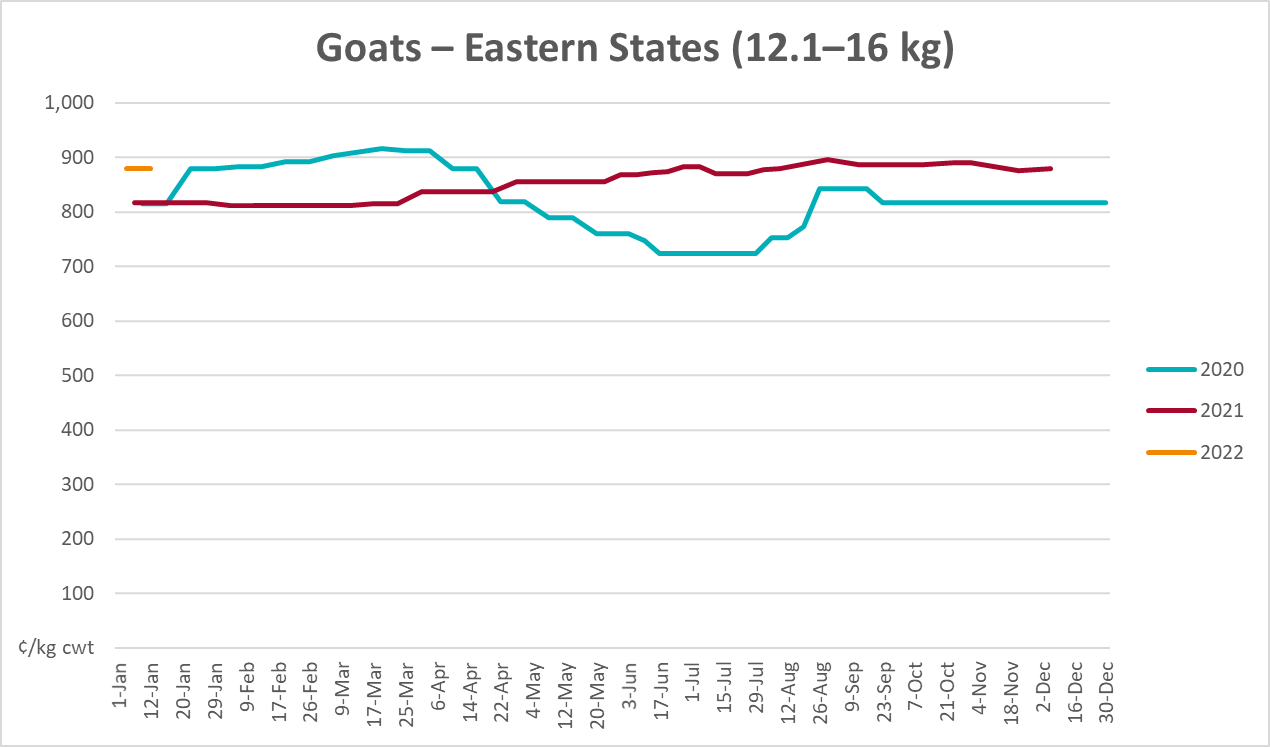 Goats – Eastern States (12.1–16 kg)
1,000
900
800
700
600
500
400
300
200
100
¢/kg cwt
1-Jan
12-Jan
20-Jan
29-Jan
9-Feb
17-Feb
26-Feb
9-Mar
17-Mar
25-Mar
6-Apr
14-Apr
22-Apr
4-May
12-May
20-May
3-Jun
17-Jun
1-Jul
15-Jul
29-Jul
12-Aug
26-Aug
9-Sep
23-Sep
7-Oct
21-Oct
4-Nov
18-Nov
2-Dec
16-Dec
30-Dec
2020
2021
2022